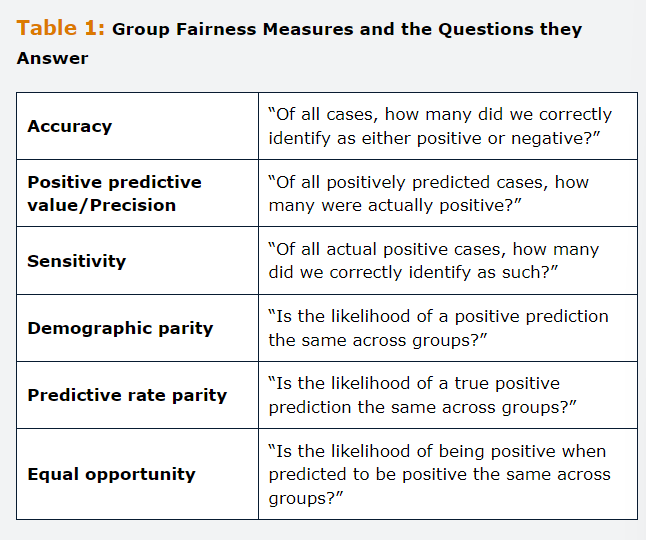 Table 1: Group Fairness Measures and the Questions they
Answer
Accuracy
“Of all cases, how many did we correctly
identify as either positive or negative?”
Positive predictive
value/Precision
“Of all positively predicted cases, how
many were actually positive?”
Sensitivity
“Of all actual positive cases, how many
did we correctly identify as such?”
Demographic parity
“Is the likelihood of a positive prediction
the same across groups?”
Predictive rate parity
“Is the likelihood of a true positive
prediction the same across groups?”
Equal opportunity
“Is the likelihood of being positive when
predicted to be positive the same across
groups?”